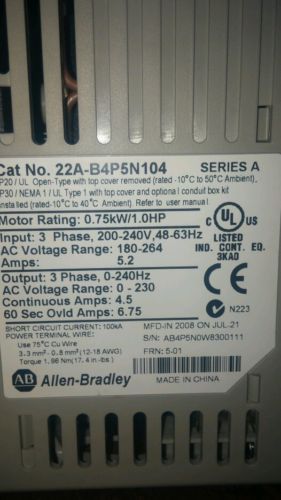 Cat No. 22A-B4P5N104 SERIES A
IP20 / UL Open-Type with top cover removed (rated -10°C to 50°C Ambient),
IP30 / NEMA 1 / UL Type 1 with top cover and optional conduit box kit
installed (rated-10°C to 40°C Ambient). Refer to user manual
Motor Rating: 0.75kW/1.0HP
Input: 3 Phase, 200-240V, 48-63Hz
AC Voltage Range: 180-264
Amps: 5.2
Output: 3 Phase, 0-240Hz
AC Voltage Range: 0 - 230
Continuous Amps: 4.5
60 Sec Ovld Amps: 6.75
C UL US
LISTED
IND. CONT. EQ.
3KAD
N223
SHORT CIRCUIT CURRENT: 100kA
POWER TERMINAL WIRE:
Use 75°C Cu Wire
3.3 mm²- 0.8 mm² (12-18 AWG)
Torque 1.96 Nm(17.4 in-lbs.)
MFD-IN 2008 ON JUL-21
S/N: AB4P5N0W8300111
FRN: 5-01
AB Allen-Bradley
MADE IN CHINA